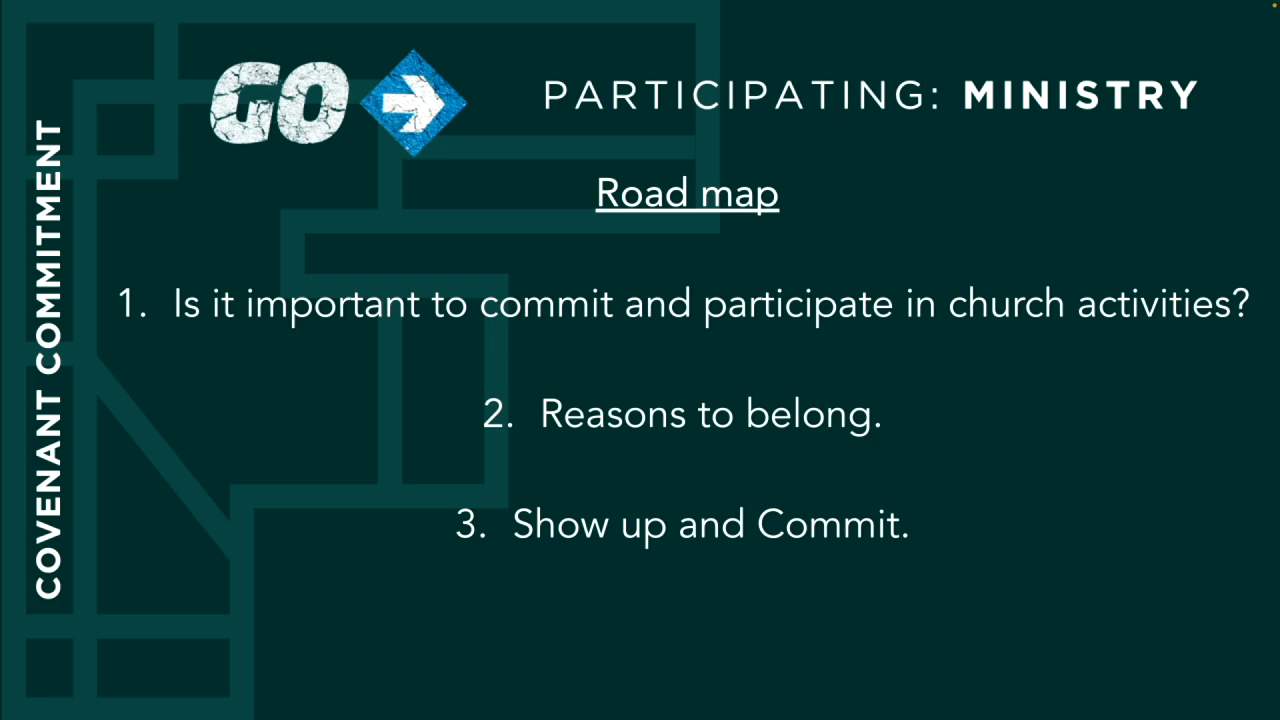 GO
PARTICIPATING: MINISTRY
COVENANT COMMITMENT
Road map
1. Is it important to commit and participate in church activities?
2. Reasons to belong.
3. Show up and Commit.